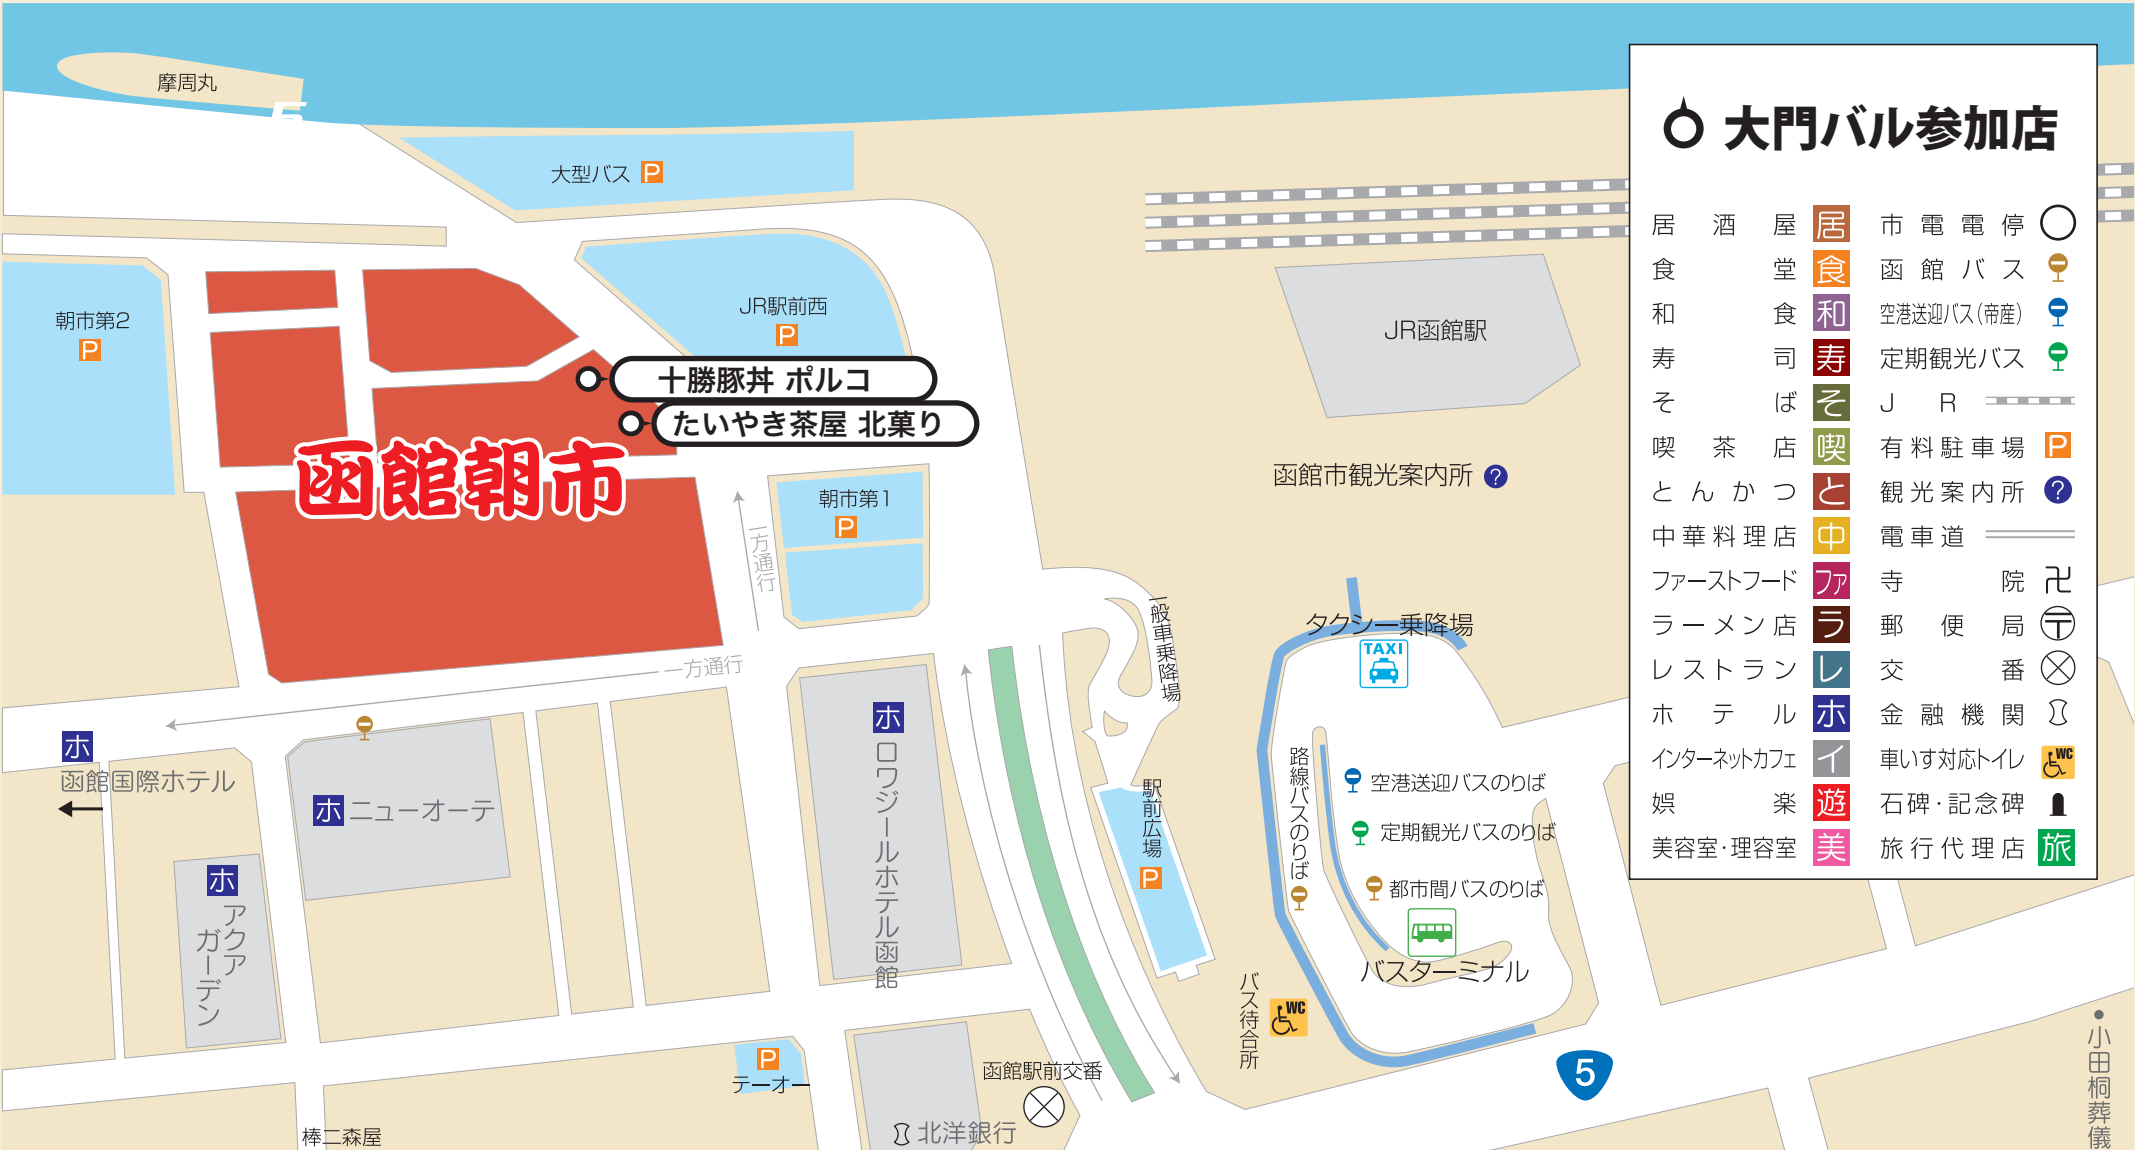 摩周丸
大型バス P
JR駅前西
P
朝市第2
P
十勝豚丼 ポルコ
たいやき茶屋 北菓り
函館朝市
朝市第1
P
一方通行
一方通行
JR函館駅
函館市観光案内所 ?
一般車乗降場
タクシー乗降場
TAXI
ホ
函館国際ホテル
ホ ニューオーテ
ホ
アクア
ガーデン
ホ
ロワジールホテル函館
駅前広場
P
路線バスのりば
空港送迎バスのりば
定期観光バスのりば
都市間バスのりば
バスターミナル
バス待合所
WC
P
テーオー
函館駅前交番
北洋銀行
棒二森屋
5
小田桐葬儀
大門バル参加店
居酒屋 居
食堂 食
和食 和
寿司 寿
そば そ
喫茶店 喫
とんかつ と
中華料理店 中
ファーストフード ファ
ラーメン店 ラ
レストラン レ
ホテル ホ
インターネットカフェ イ
娯楽 遊
美容室・理容室 美
市電電停
函館バス
空港送迎バス(帝産)
定期観光バス
JR
有料駐車場 P
観光案内所 ?
電車道
寺院 卍
郵便局 〒
交番
金融機関
車いす対応トイレ WC
石碑・記念碑
旅行代理店 旅